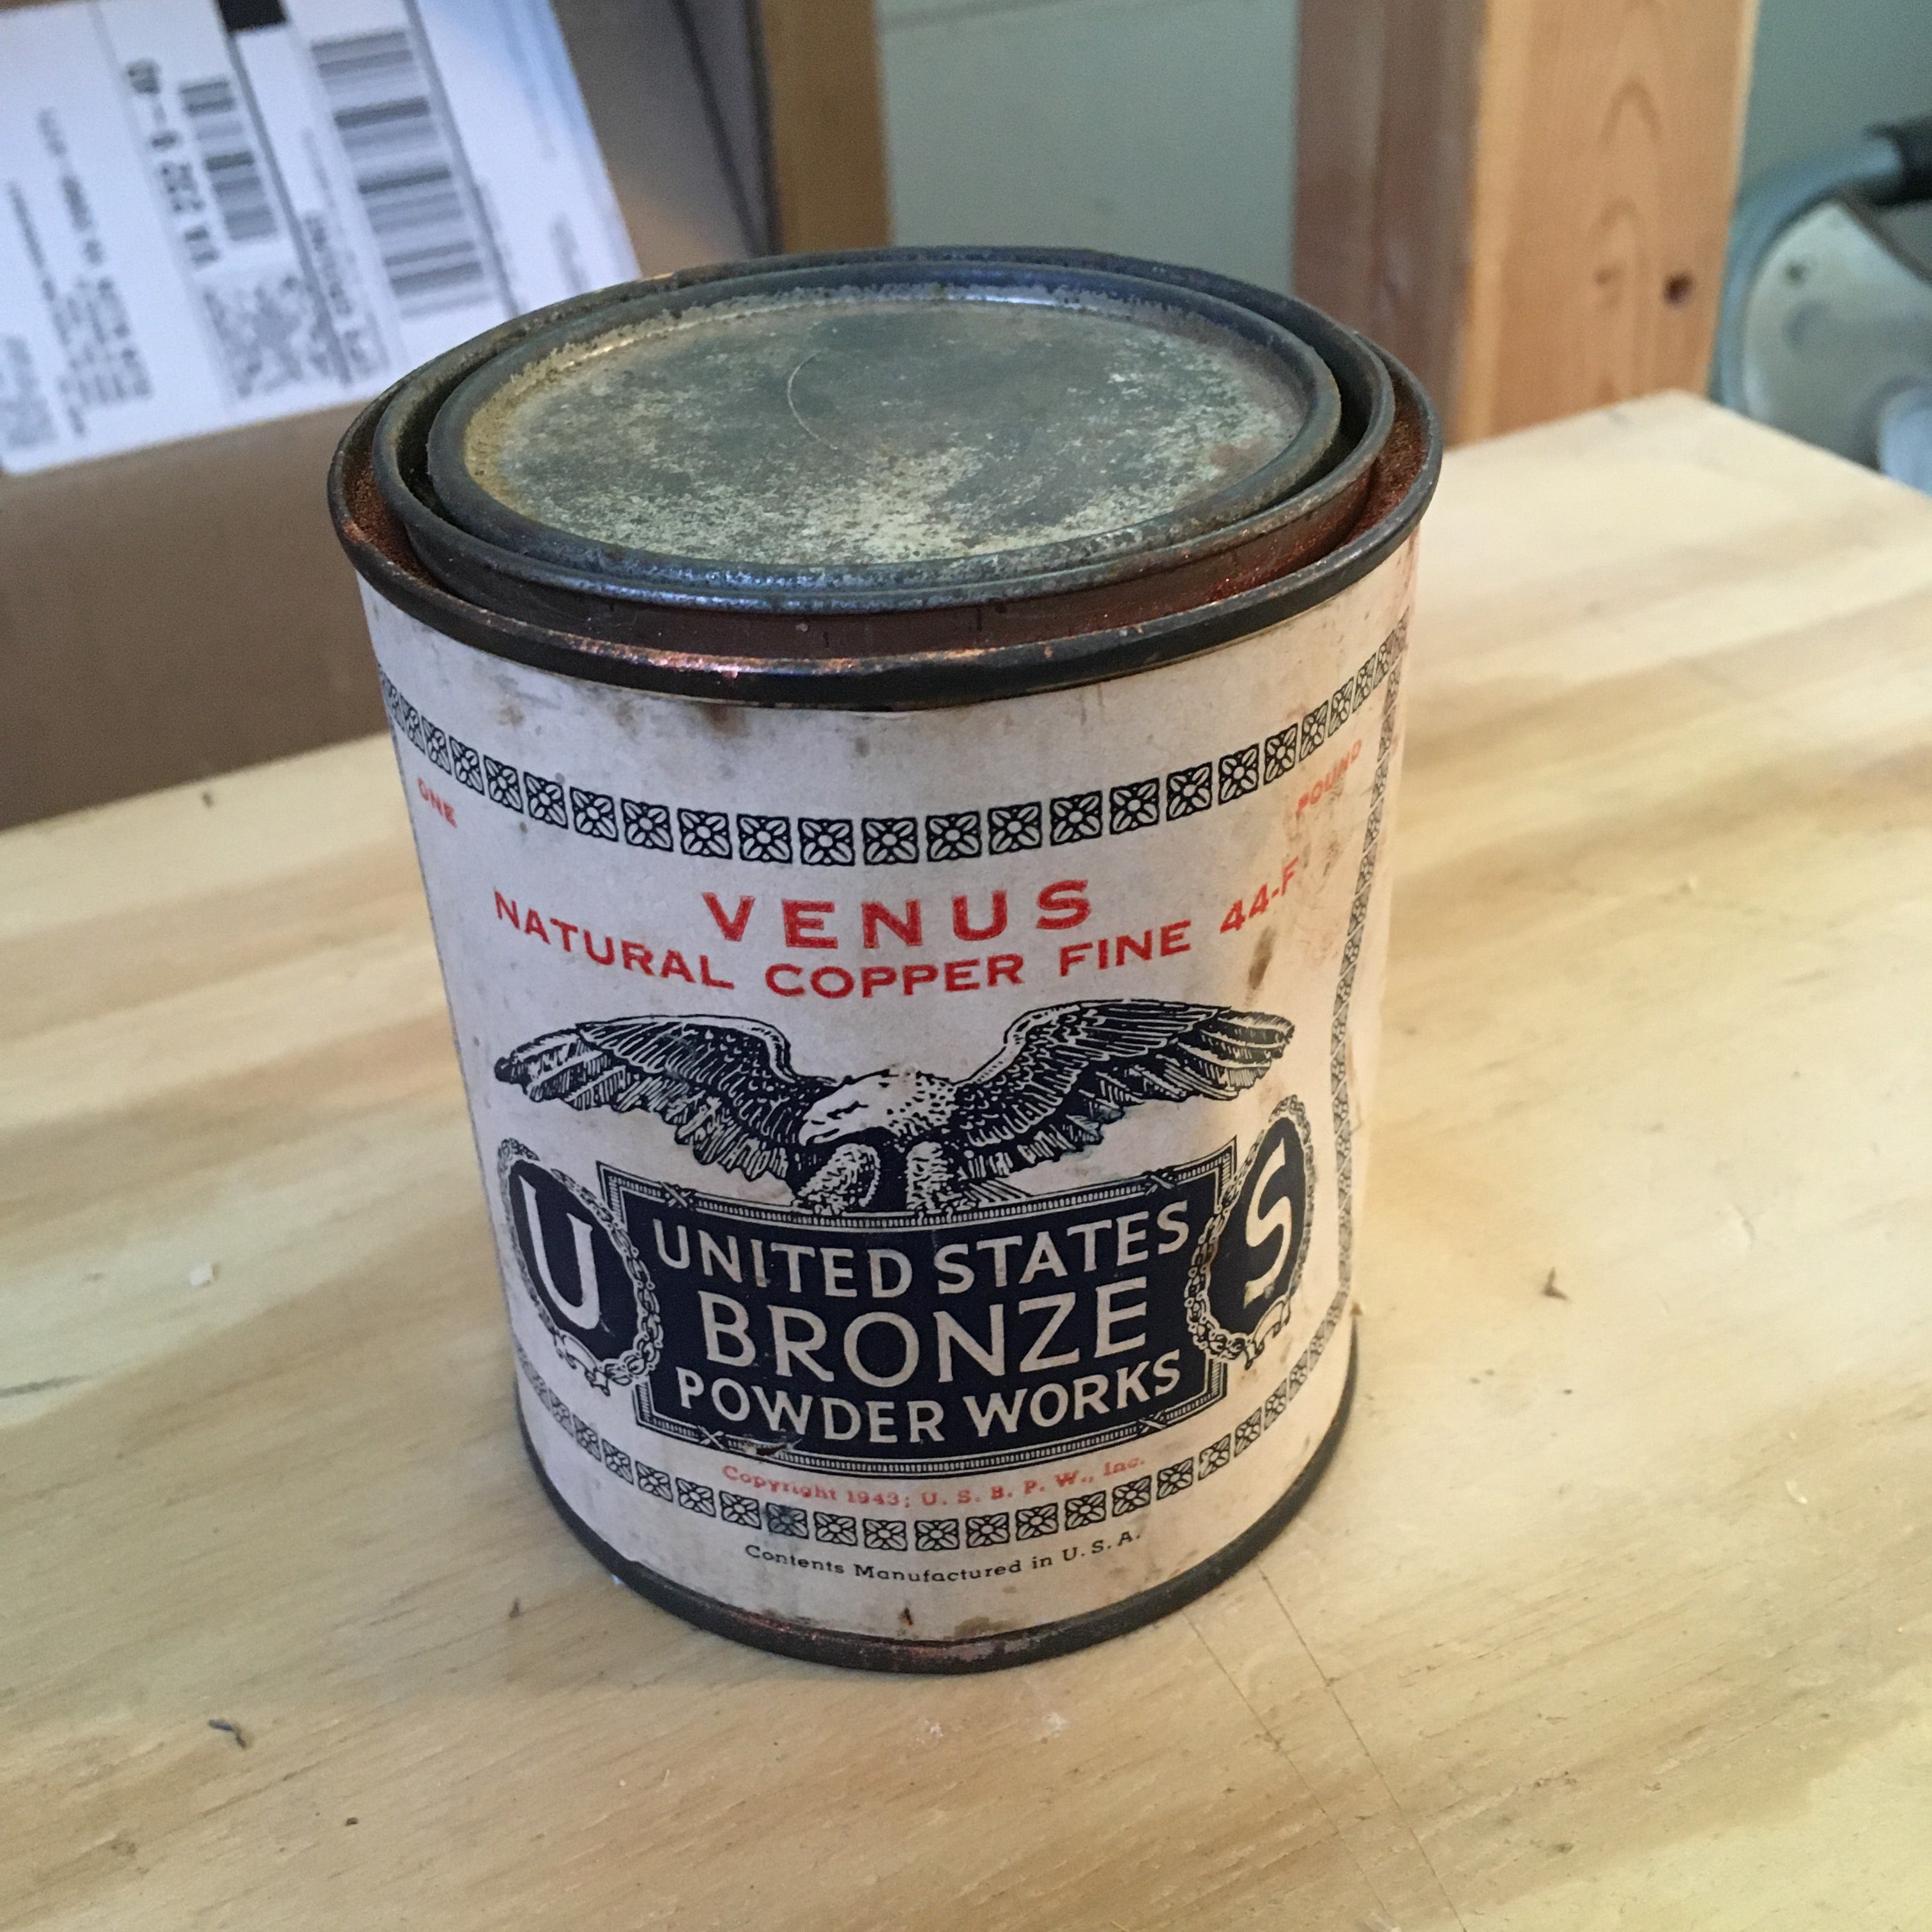 ONE POUND
VENUS
NATURAL COPPER FINE 44-F
U
S
UNITED STATES
BRONZE
POWDER WORKS
Copyright 1943; U. S. B. P. W., Inc.
Contents Manufactured in U. S. A.